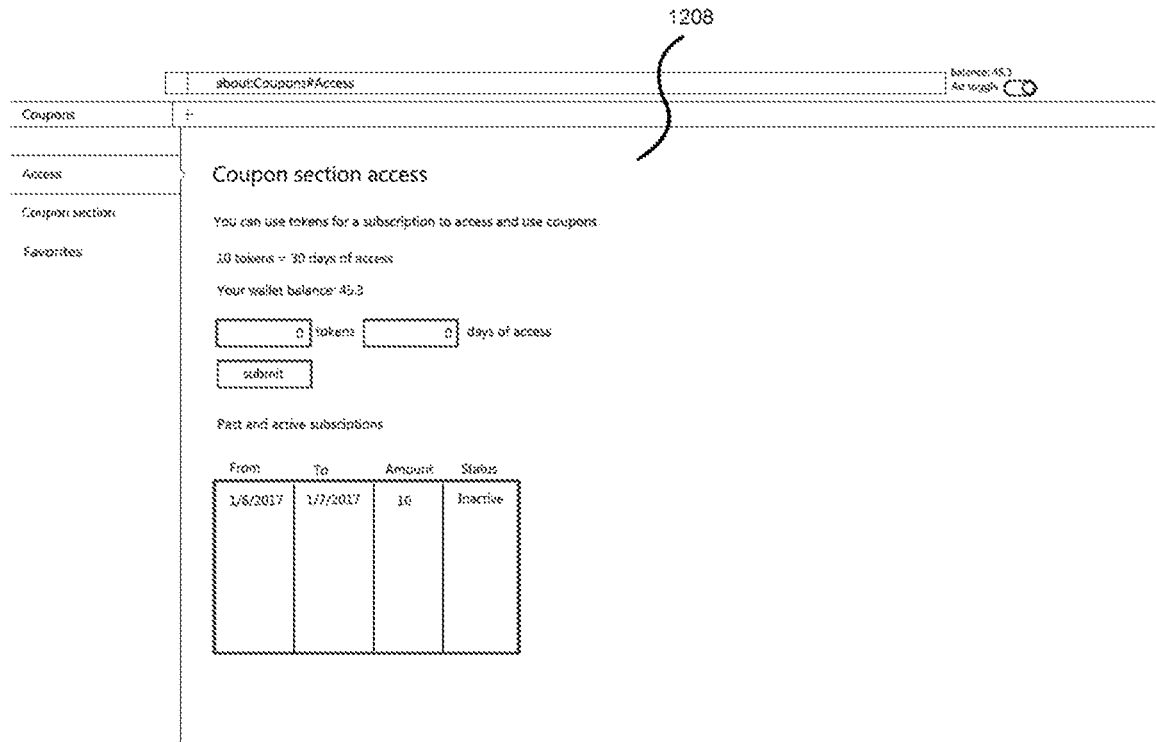 1208
about:Coupons#Access
balance: 45.3
Ad toggle
Coupons
+
Access
Coupon section
Favorites
Coupon section access
You can use tokens for a subscription to access and use coupons
10 tokens = 30 days of access
Your wallet balance: 45.3
0 tokens 0 days of access
submit
Past and active subscriptions
From To Amount Status
1/6/2017 1/7/2017 10 Inactive